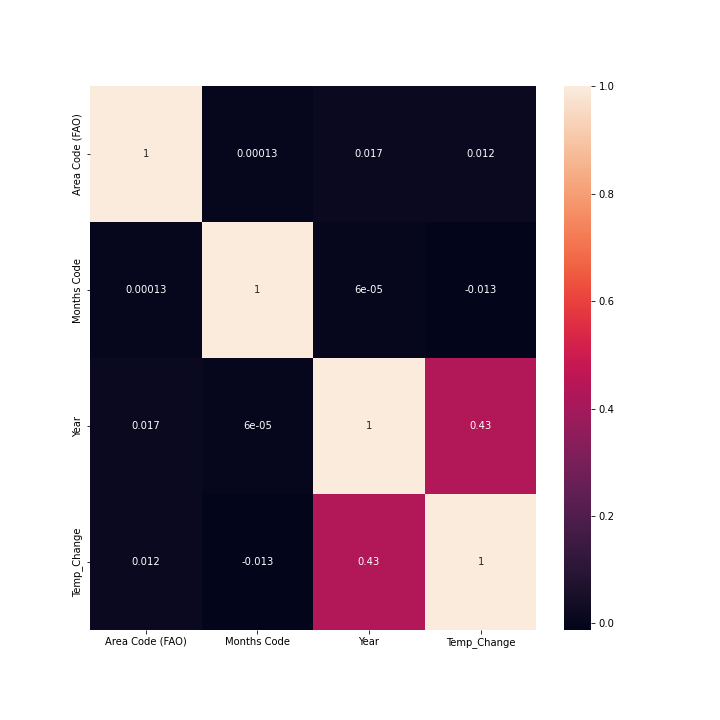 Area Code (FAO)
1
0.00013
0.017
0.012
Months Code
0.00013
1
6e-05
-0.013
Year
0.017
6e-05
1
0.43
Temp_Change
0.012
-0.013
0.43
1
Area Code (FAO)
Months Code
Year
Temp_Change
1.0
0.8
0.6
0.4
0.2
0.0